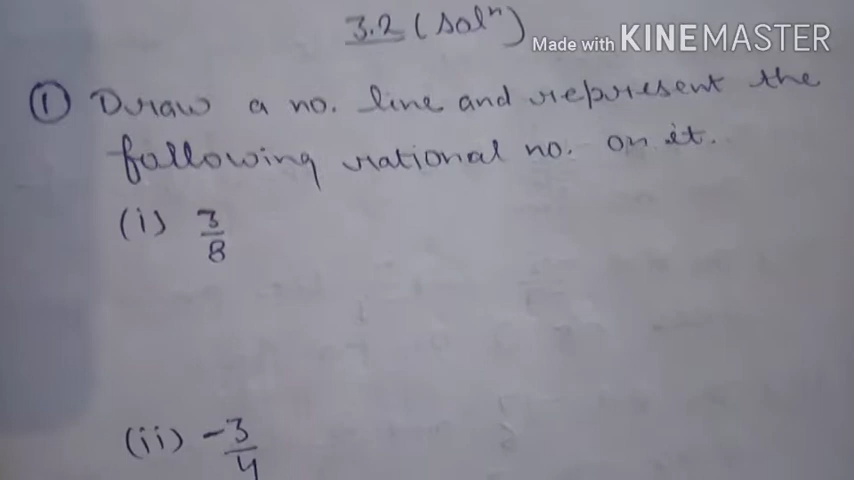 3.2 (solⁿ)
Made with KINEMASTER
① Draw a no. line and represent the
following rational no. on it.
(i) 3/8
(ii) -3/4